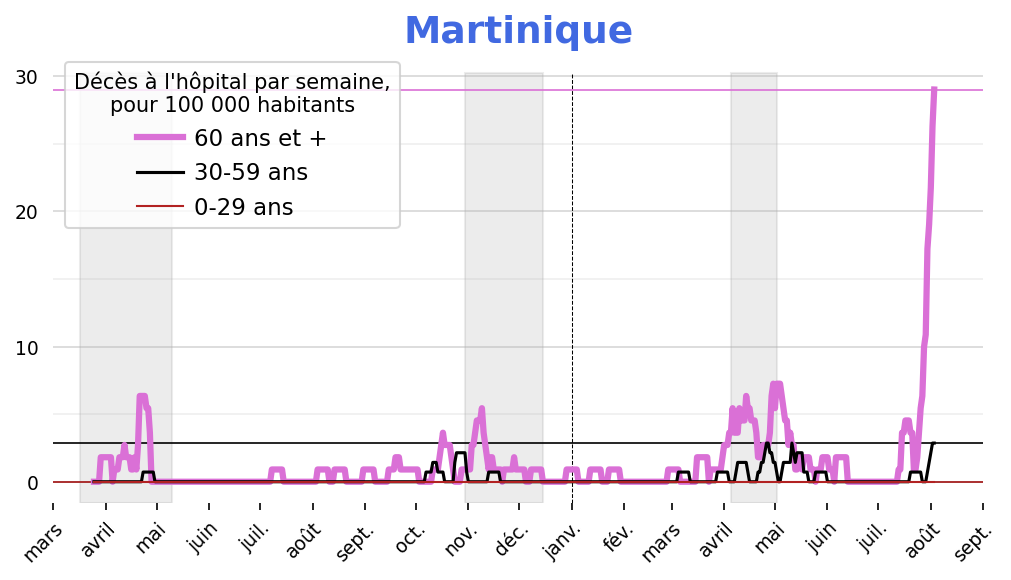 Martinique
Décès à l'hôpital par semaine,
pour 100 000 habitants
60 ans et +
30-59 ans
0-29 ans
30
20
10
0
mars avril mai juin juil. août sept. oct. nov. déc. janv. fév. mars avril mai juin juil. août sept.